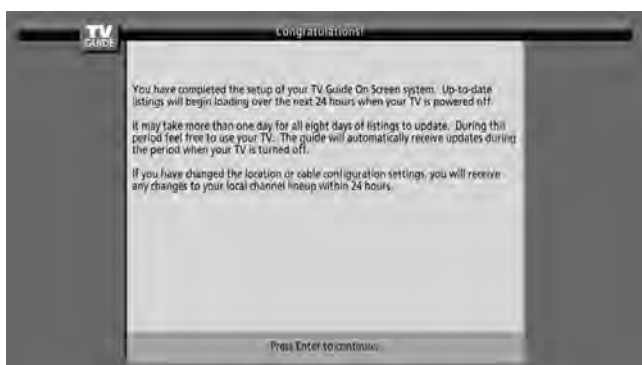 TV
GUIDE
Congratulations!
You have completed the setup of your TV Guide On Screen system. Up-to-date
listings will begin loading over the next 24 hours when your TV is powered off.
It may take more than one day for all eight days of listings to update. During this
period feel free to use your TV. The guide will automatically receive updates during
the period when your TV is turned off.
If you have changed the location or cable configuration settings, you will receive
any changes to your local channel lineup within 24 hours.
Press Enter to continue.